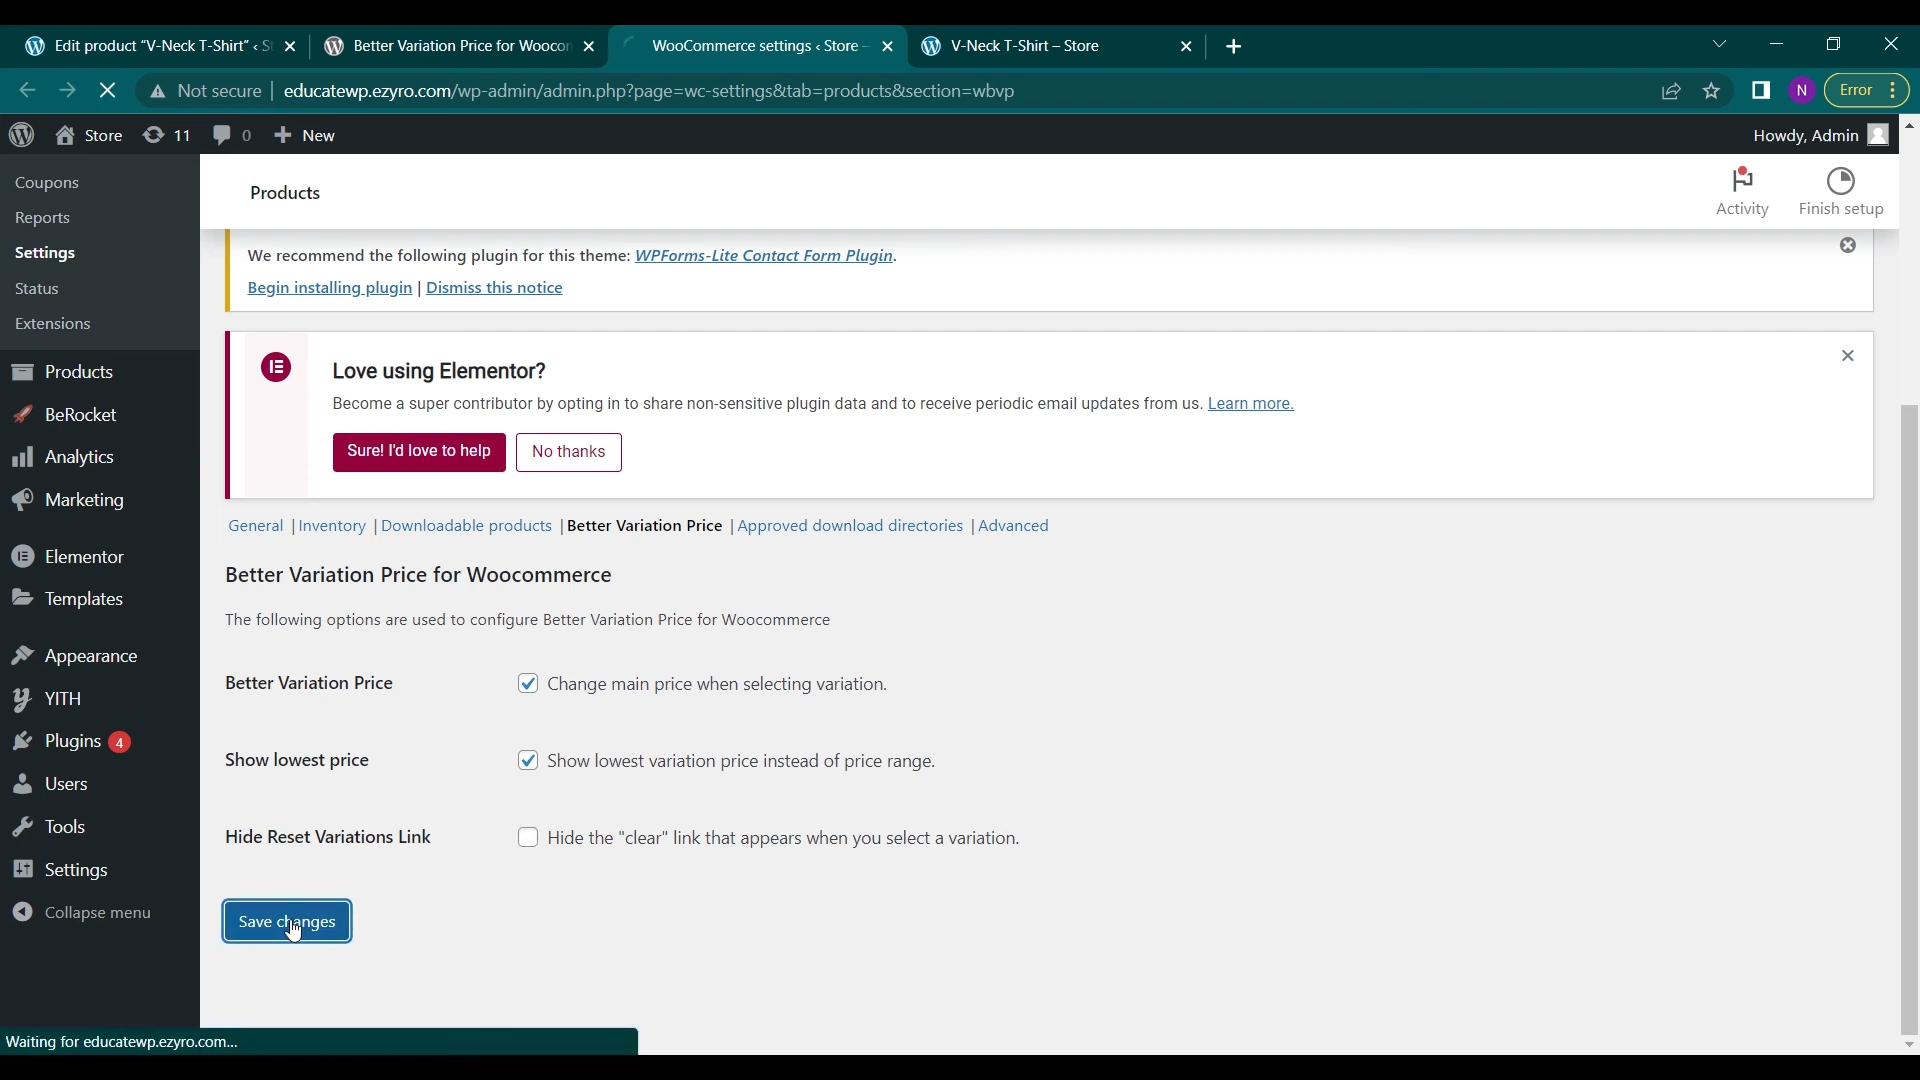 Edit product "V-Neck T-Shirt" ‹ S
Better Variation Price for Woocon
WooCommerce settings ‹ Store –
V-Neck T-Shirt – Store
Not secure
educatewp.ezyro.com/wp-admin/admin.php?page=wc-settings&tab=products&section=wbvp
N
Error
Store
11
0
New
Howdy, Admin
Coupons
Reports
Settings
Status
Extensions
Products
BeRocket
Analytics
Marketing
Elementor
Templates
Appearance
YITH
Plugins 4
Users
Tools
Settings
Collapse menu
Products
Activity
Finish setup
We recommend the following plugin for this theme: WPForms-Lite Contact Form Plugin.
Begin installing plugin | Dismiss this notice
Love using Elementor?
Become a super contributor by opting in to share non-sensitive plugin data and to receive periodic email updates from us. Learn more.
Sure! I'd love to help
No thanks
General | Inventory | Downloadable products | Better Variation Price | Approved download directories | Advanced
Better Variation Price for Woocommerce
The following options are used to configure Better Variation Price for Woocommerce
Better Variation Price
Change main price when selecting variation.
Show lowest price
Show lowest variation price instead of price range.
Hide Reset Variations Link
Hide the "clear" link that appears when you select a variation.
Save changes
Waiting for educatewp.ezyro.com...